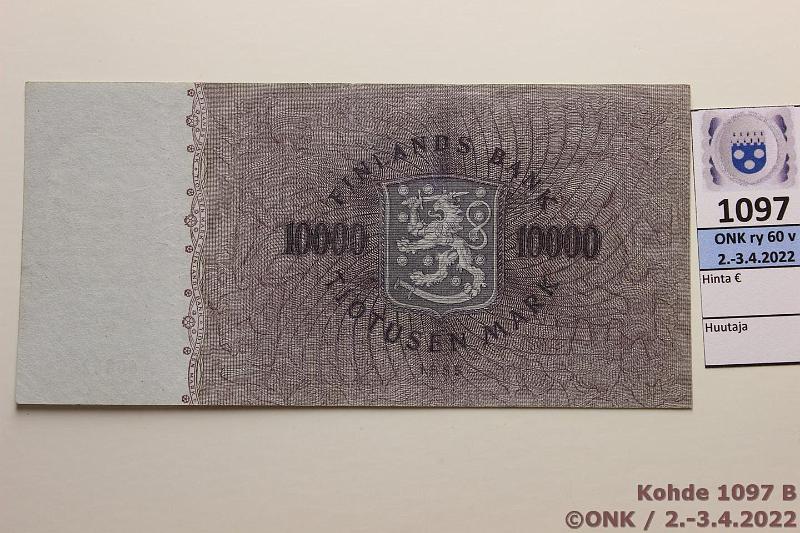 FINLANDS BANK
10000 10000
TIOTUSEN MARK
1955
1097
ONK ry 60 v
2.-3.4.2022
Hinta €
Huutaja
Kohde 1097 B
©ONK / 2.-3.4.2022